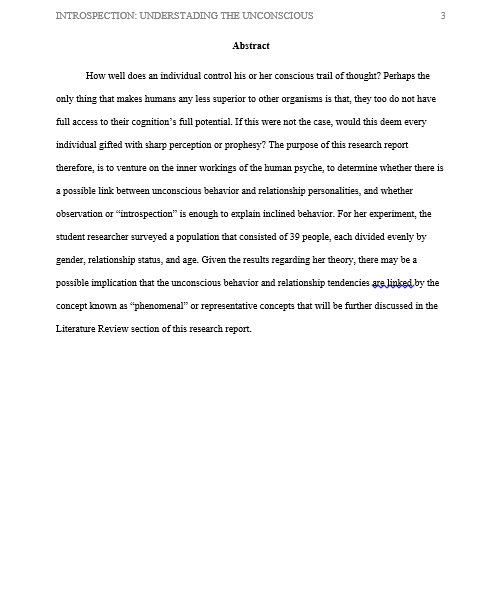 INTROSPECTION: UNDERSTADING THE UNCONSCIOUS 3
Abstract
How well does an individual control his or her conscious trail of thought? Perhaps the
only thing that makes humans any less superior to other organisms is that, they too do not have
full access to their cognition’s full potential. If this were not the case, would this deem every
individual gifted with sharp perception or prophesy? The purpose of this research report
therefore, is to venture on the inner workings of the human psyche, to determine whether there is
a possible link between unconscious behavior and relationship personalities, and whether
observation or “introspection” is enough to explain inclined behavior. For her experiment, the
student researcher surveyed a population that consisted of 39 people, each divided evenly by
gender, relationship status, and age. Given the results regarding her theory, there may be a
possible implication that the unconscious behavior and relationship tendencies are linked by the
concept known as “phenomenal” or representative concepts that will be further discussed in the
Literature Review section of this research report.